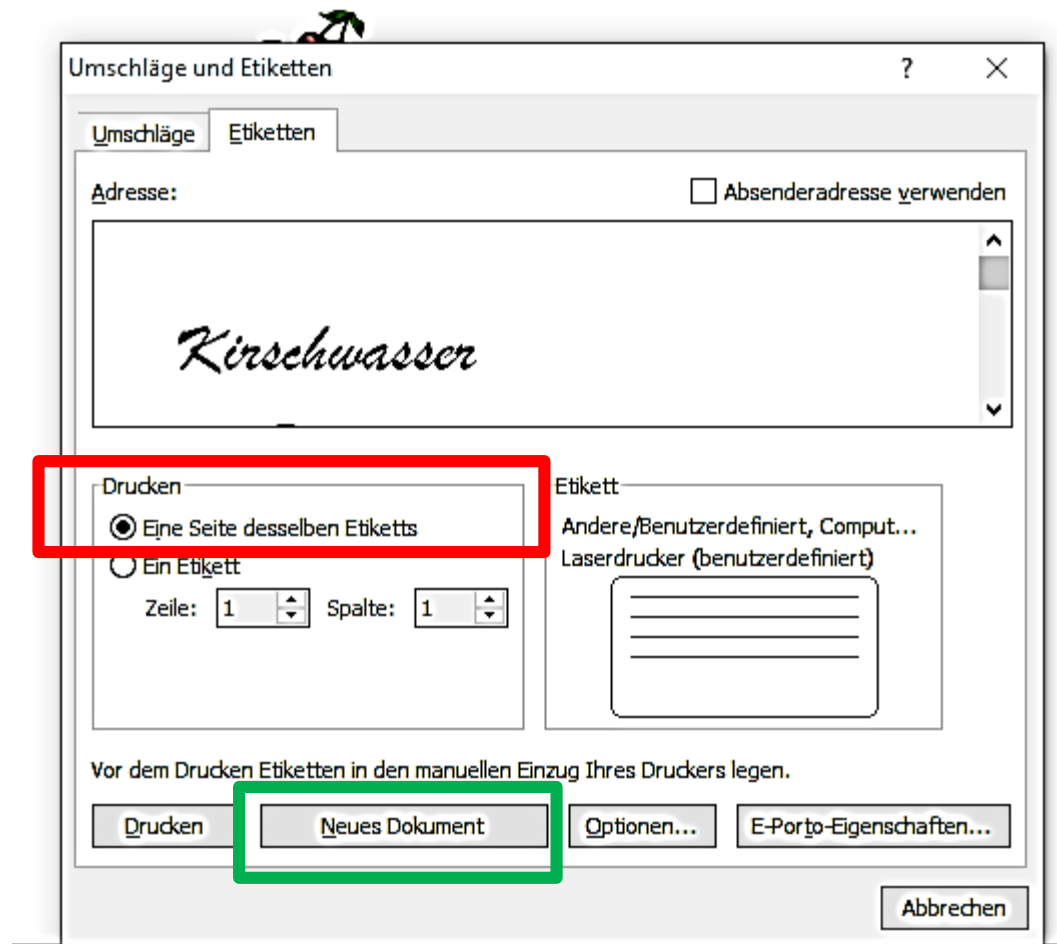 Umschläge und Etiketten ?
Umschläge Etiketten
Adresse: Absenderadresse verwenden
Kirschwasser
Drucken
Eine Seite desselben Etiketts
Ein Etikett
Zeile: 1 Spalte: 1
Etikett
Andere/Benutzerdefiniert, Comput...
Laserdrucker (benutzerdefiniert)
Vor dem Drucken Etiketten in den manuellen Einzug Ihres Druckers legen.
Drucken Neues Dokument Optionen... E-Porto-Eigenschaften...
Abbrechen